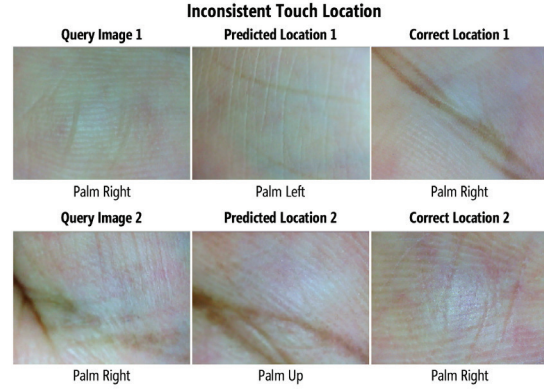 Inconsistent Touch Location
Query Image 1 Predicted Location 1 Correct Location 1
Palm Right Palm Left Palm Right
Query Image 2 Predicted Location 2 Correct Location 2
Palm Right Palm Up Palm Right